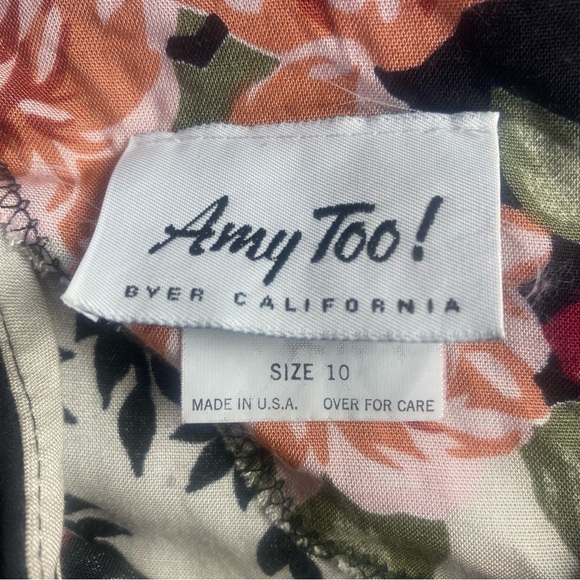 Amy Too!
BYER CALIFORNIA
SIZE 10
MADE IN U.S.A. OVER FOR CARE